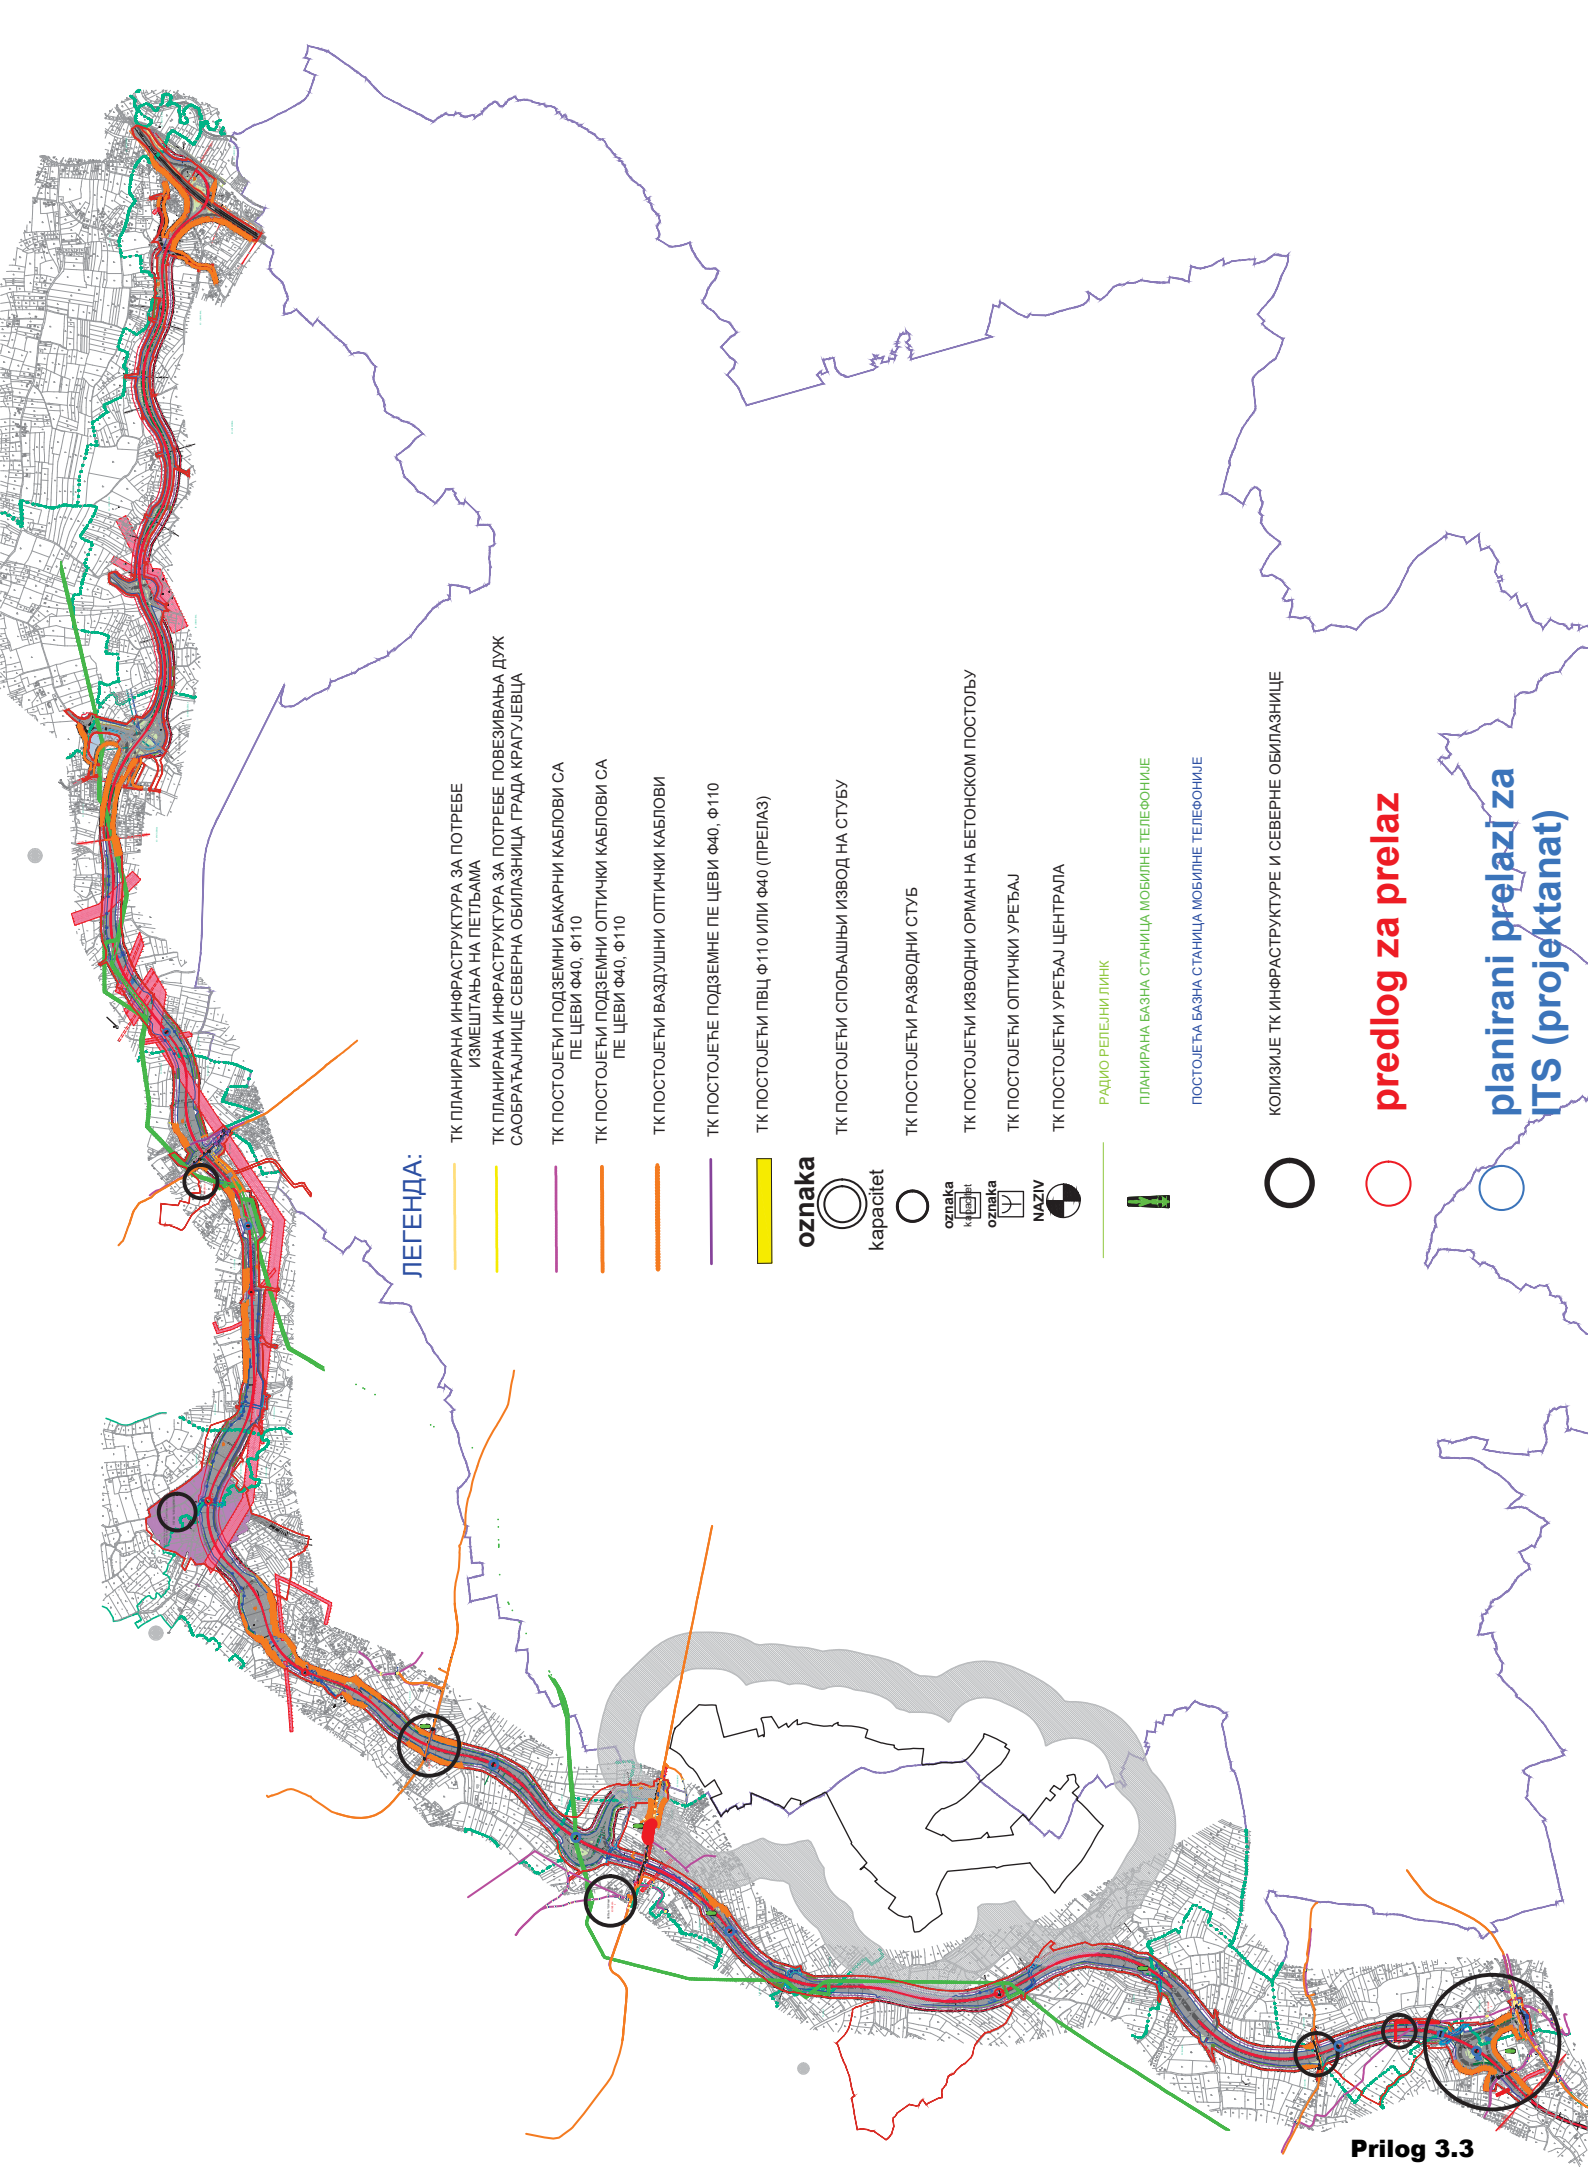 ЛЕГЕНДА:
ТК ПЛАНИРАНА ИНФРАСТРУКТУРА ЗА ПОТРЕБЕ
ИЗМЕШТАЊА НА ПЕТЉАМА
ТК ПЛАНИРАНА ИНФРАСТРУКТУРА ЗА ПОТРЕБЕ ПОВЕЗИВАЊА ДУЖ
САОБРАЋАЈНИЦЕ СЕВЕРНА ОБИЛАЗНИЦА ГРАДА КРАГУЈЕВЦА
ТК ПОСТОЈЕЋИ ПОДЗЕМНИ БАКАРНИ КАБЛОВИ СА
ПЕ ЦЕВИ Ф40, Ф110
ТК ПОСТОЈЕЋИ ПОДЗЕМНИ ОПТИЧКИ КАБЛОВИ СА
ПЕ ЦЕВИ Ф40, Ф110
ТК ПОСТОЈЕЋИ ВАЗДУШНИ ОПТИЧКИ КАБЛОВИ
ТК ПОСТОЈЕЋЕ ПОДЗЕМНЕ ПЕ ЦЕВИ Ф40, Ф110
ТК ПОСТОЈЕЋИ ПВЦ Ф110 ИЛИ Ф40 (ПРЕЛАЗ)
oznaka
kapacitet
ТК ПОСТОЈЕЋИ СПОЉАШЊИ ИЗВОД НА СТУБУ
ТК ПОСТОЈЕЋИ РАЗВОДНИ СТУБ
oznaka
kapacitet
ТК ПОСТОЈЕЋИ ИЗВОДНИ ОРМАН НА БЕТОНСКОМ ПОСТОЉУ
oznaka
ТК ПОСТОЈЕЋИ ОПТИЧКИ УРЕЂАЈ
NAZIV
ТК ПОСТОЈЕЋИ УРЕЂАЈ ЦЕНТРАЛА
РАДИО РЕЛЕЈНИ ЛИНК
ПЛАНИРАНА БАЗНА СТАНИЦА МОБИЛНЕ ТЕЛЕФОНИЈЕ
ПОСТОЈЕЋА БАЗНА СТАНИЦА МОБИЛНЕ ТЕЛЕФОНИЈЕ
КОЛИЗИЈЕ ТК ИНФРАСТРУКТУРЕ И СЕВЕРНЕ ОБИЛАЗНИЦЕ
predlog za prelaz
planirani prelazi za
ITS (projektanat)
Prilog 3.3